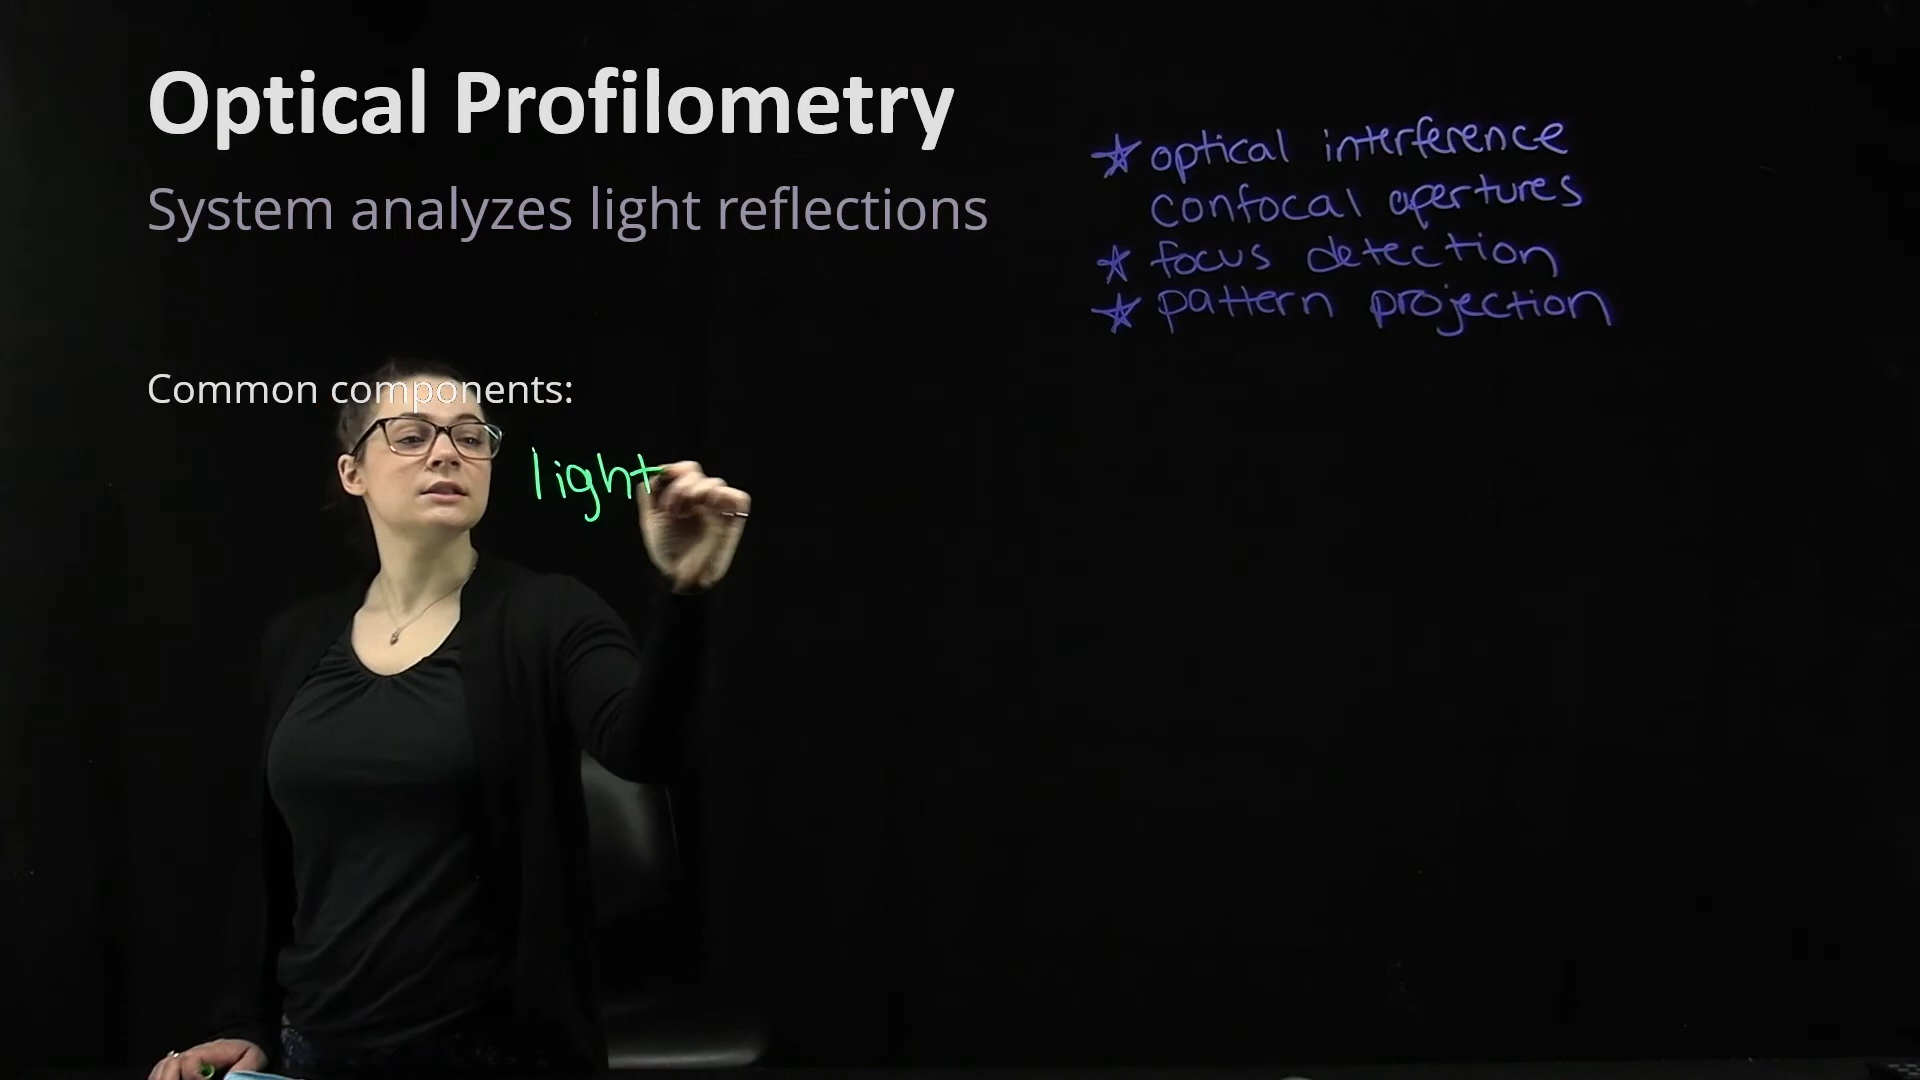 Optical Profilometry
System analyzes light reflections
★ optical interference
confocal apertures
★ focus detection
★ pattern projection
Common components:
light